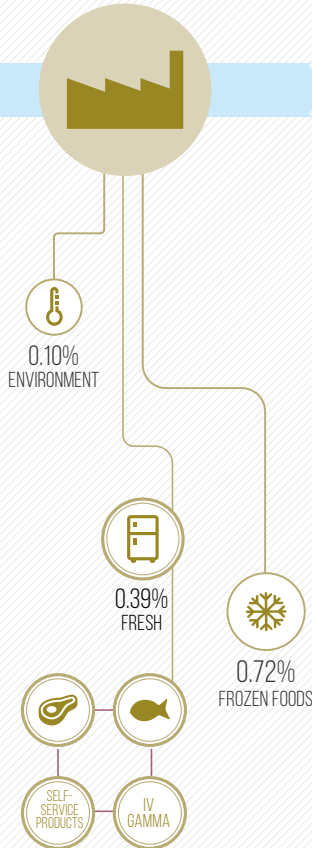 0.10%
ENVIRONMENT
0.39%
FRESH
0.72%
FROZEN FOODS
SELF-
SERVICE
PRODUCTS
IV
GAMMA